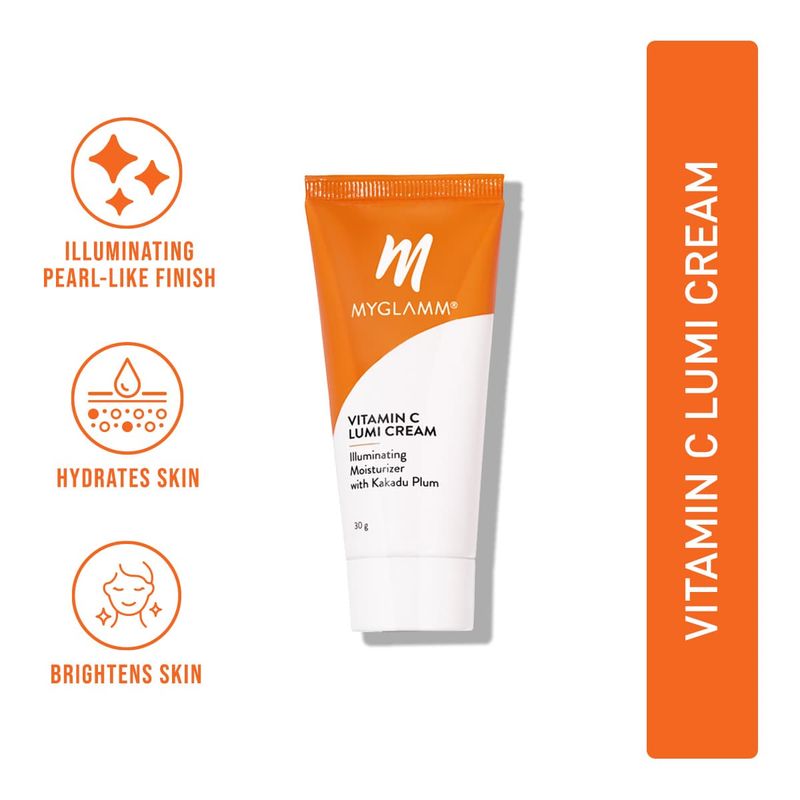 ILLUMINATING
PEARL-LIKE FINISH
HYDRATES SKIN
BRIGHTENS SKIN
M
MYGLAMM®
VITAMIN C
LUMI CREAM
Illuminating
Moisturizer
with Kakadu Plum
30 g
VITAMIN C LUMI CREAM